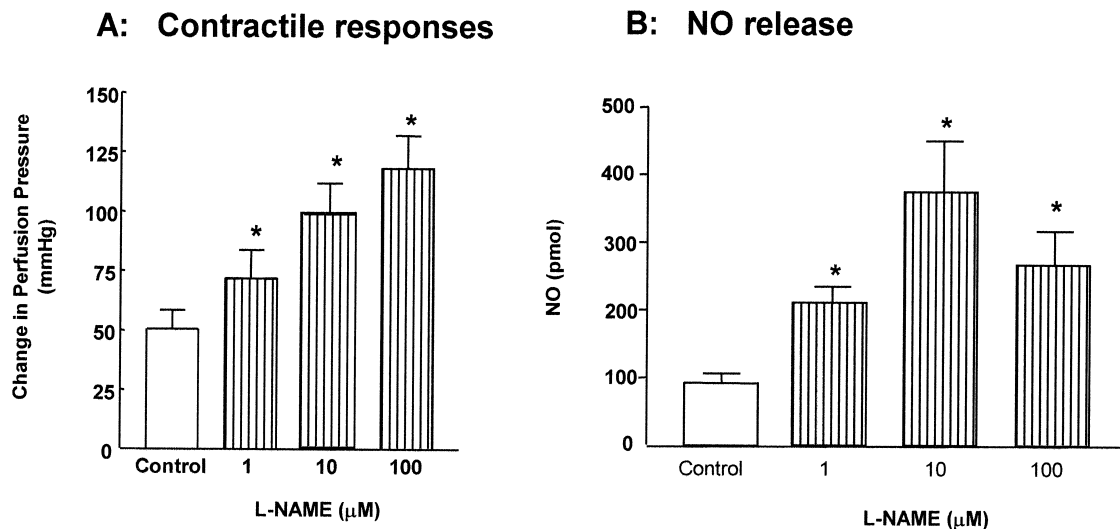 A: Contractile responses
150
125
100
75
50
25
0
Change in Perfusion Pressure
(mmHg)
*
*
*
Control 1 10 100
L-NAME (μM)
B: NO release
500
400
300
200
100
0
NO (pmol)
*
*
*
Control 1 10 100
L-NAME (μM)